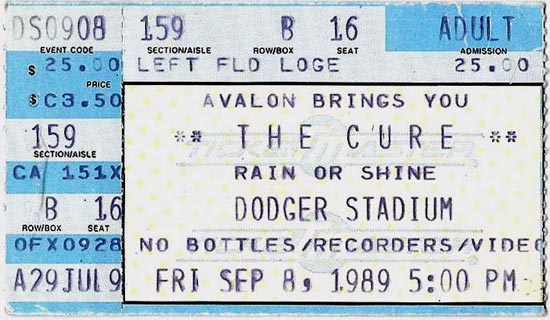 DS0908 159 B 16 ADULT
EVENT CODE SECTION/AISLE ROW/BOX SEAT ADMISSION
$ 25.00 LEFT FLD LOGE 25.00
PRICE
$ C3.50 AVALON BRINGS YOU
159 ** THE CURE **
SECTION/AISLE TICKETMASTER
CA 151X RAIN OR SHINE
B 16 DODGER STADIUM
ROW/BOX SEAT
OFX0928 NO BOTTLES/RECORDERS/VIDEO
A29JUL9 FRI SEP 8, 1989 5:00 PM